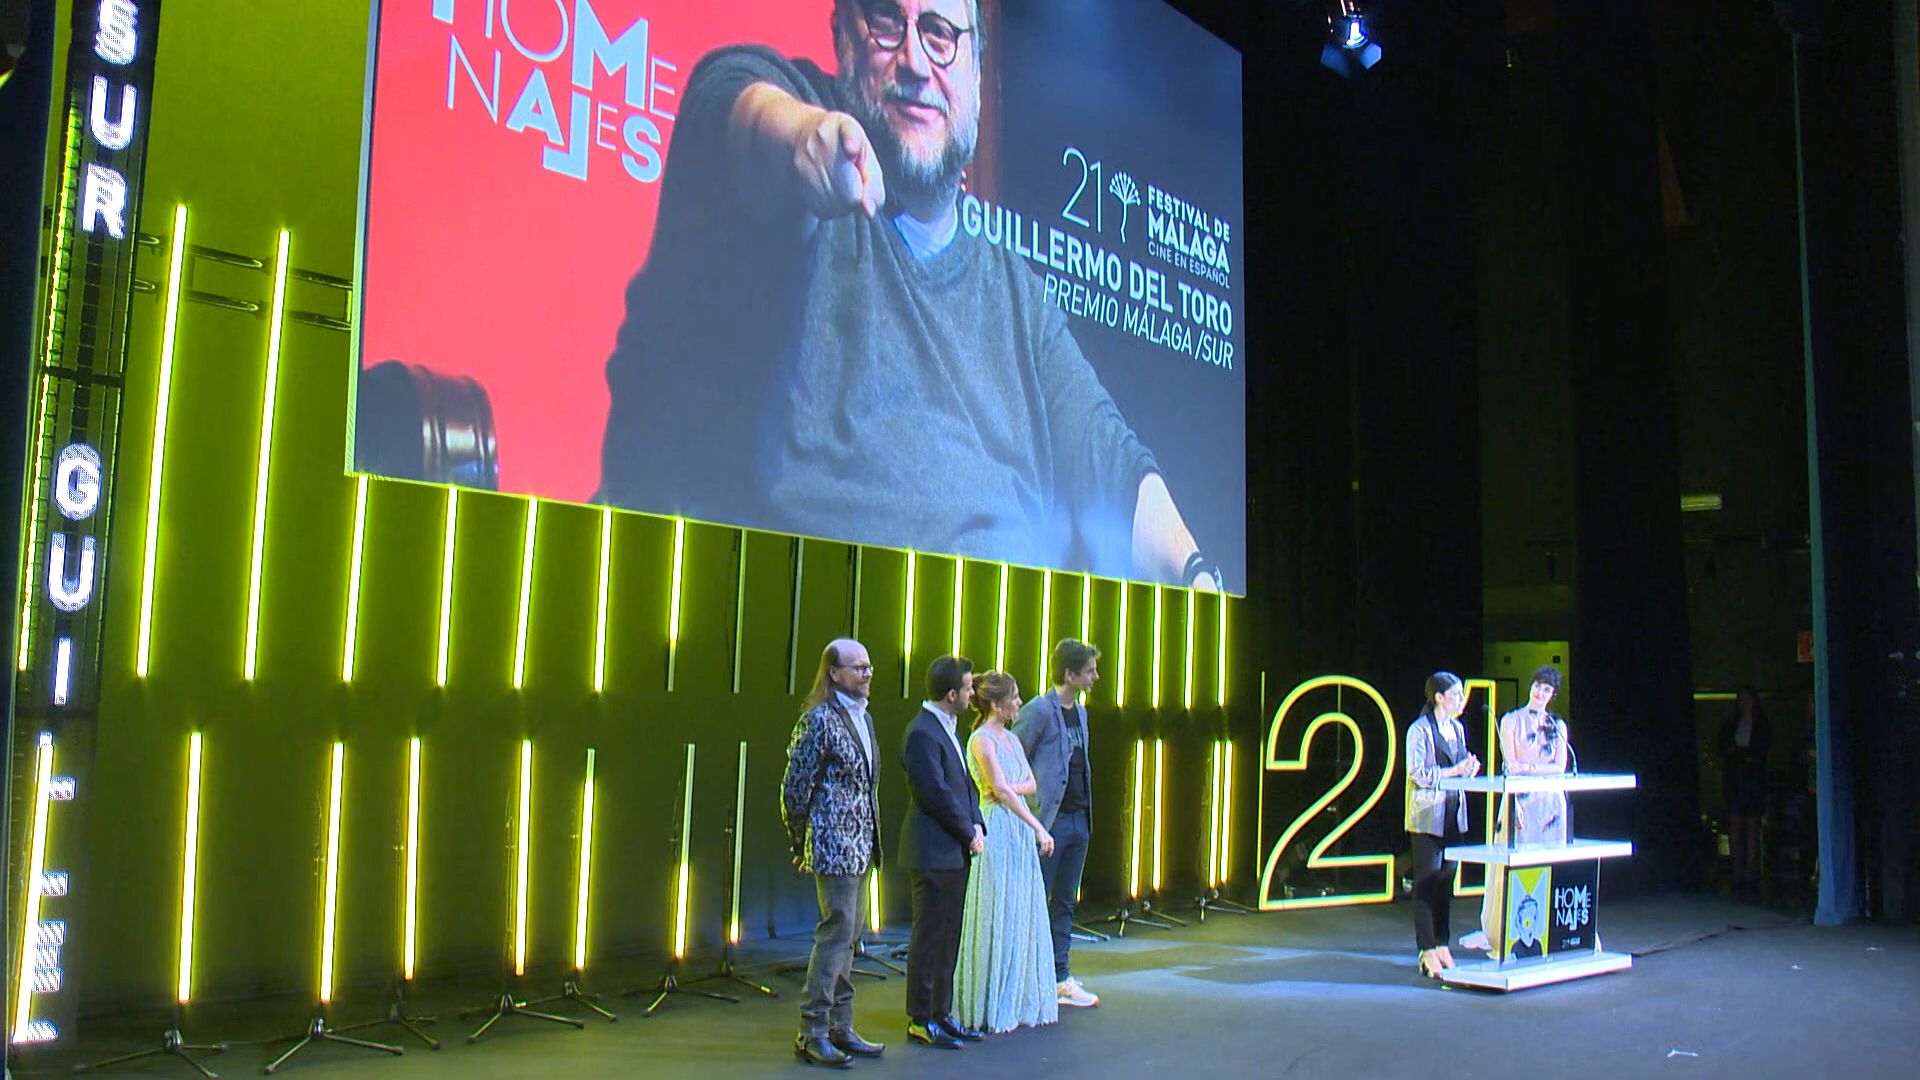 SUR GUILLE
HOME
NAJES
21 FESTIVAL DE
MÁLAGA
CINE EN ESPAÑOL
GUILLERMO DEL TORO
PREMIO MÁLAGA/SUR
21
HOME
NAJES